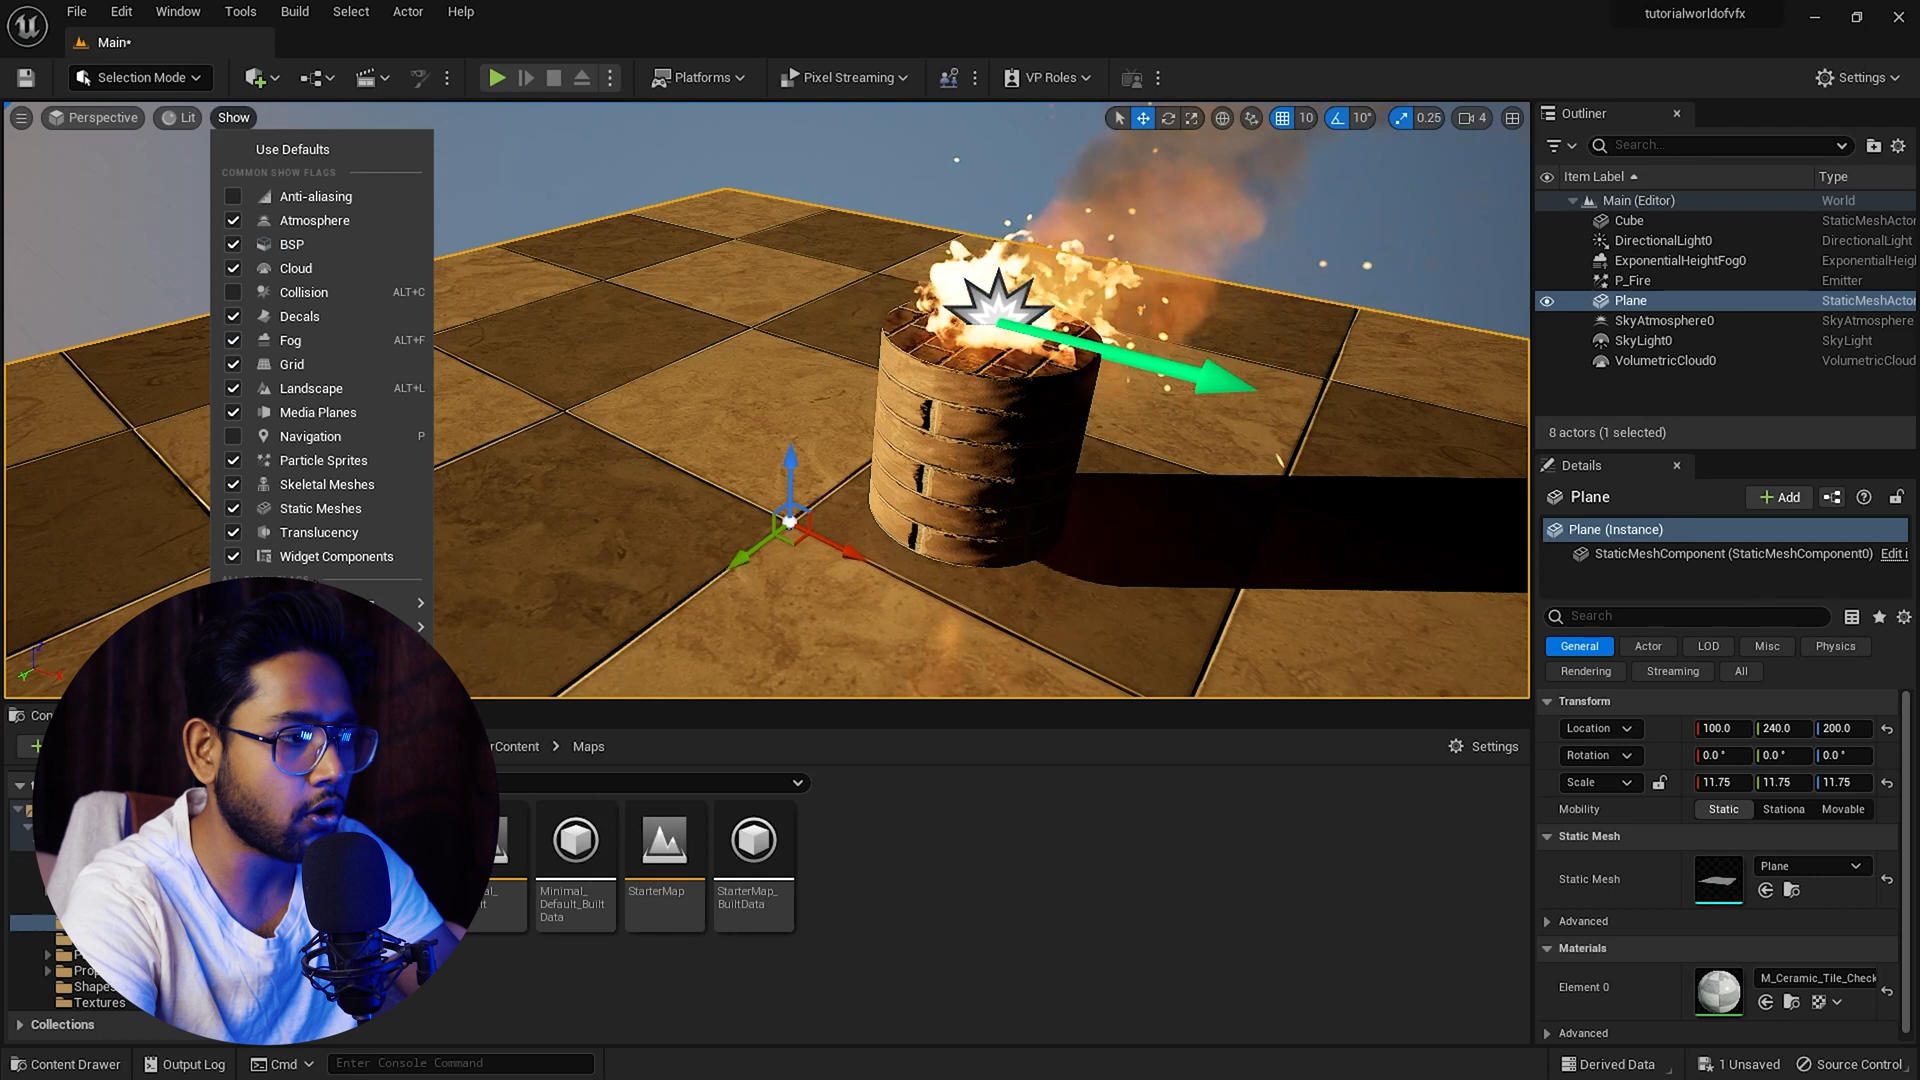 File Edit Window Tools Build Select Actor Help
tutorialworldofvfx
Main*
Selection Mode
Platforms
Pixel Streaming
VP Roles
Settings
Perspective
Lit
Show
10
10°
0.25
4
Use Defaults
COMMON SHOW FLAGS
Anti-aliasing
Atmosphere
BSP
Cloud
Collision ALT+C
Decals
Fog ALT+F
Grid
Landscape ALT+L
Media Planes
Navigation P
Particle Sprites
Skeletal Meshes
Static Meshes
Translucency
Widget Components
Outliner
Search...
Item Label Type
Main (Editor) World
Cube StaticMeshActor
DirectionalLight0 DirectionalLight
ExponentialHeightFog0 ExponentialHeigl
P_Fire Emitter
Plane StaticMeshActor
SkyAtmosphere0 SkyAtmosphere
SkyLight0 SkyLight
VolumetricCloud0 VolumetricCloud
8 actors (1 selected)
Details
Plane
Add
Plane (Instance)
StaticMeshComponent (StaticMeshComponent0) Edit i
Search
General Actor LOD Misc Physics
Rendering Streaming All
Transform
Location 100.0 240.0 200.0
Rotation 0.0° 0.0° 0.0°
Scale 11.75 11.75 11.75
Mobility Static Stationa Movable
Static Mesh
Static Mesh Plane
Advanced
Materials
Element 0 M_Ceramic_Tile_Check
Advanced
Con
rContent > Maps
Settings
Minimal_
Default_Built
Data
StarterMap
StarterMap_
BuiltData
Prop
Shapes
Textures
Collections
Content Drawer
Output Log
Cmd
Enter Console Command
Derived Data
1 Unsaved
Source Control